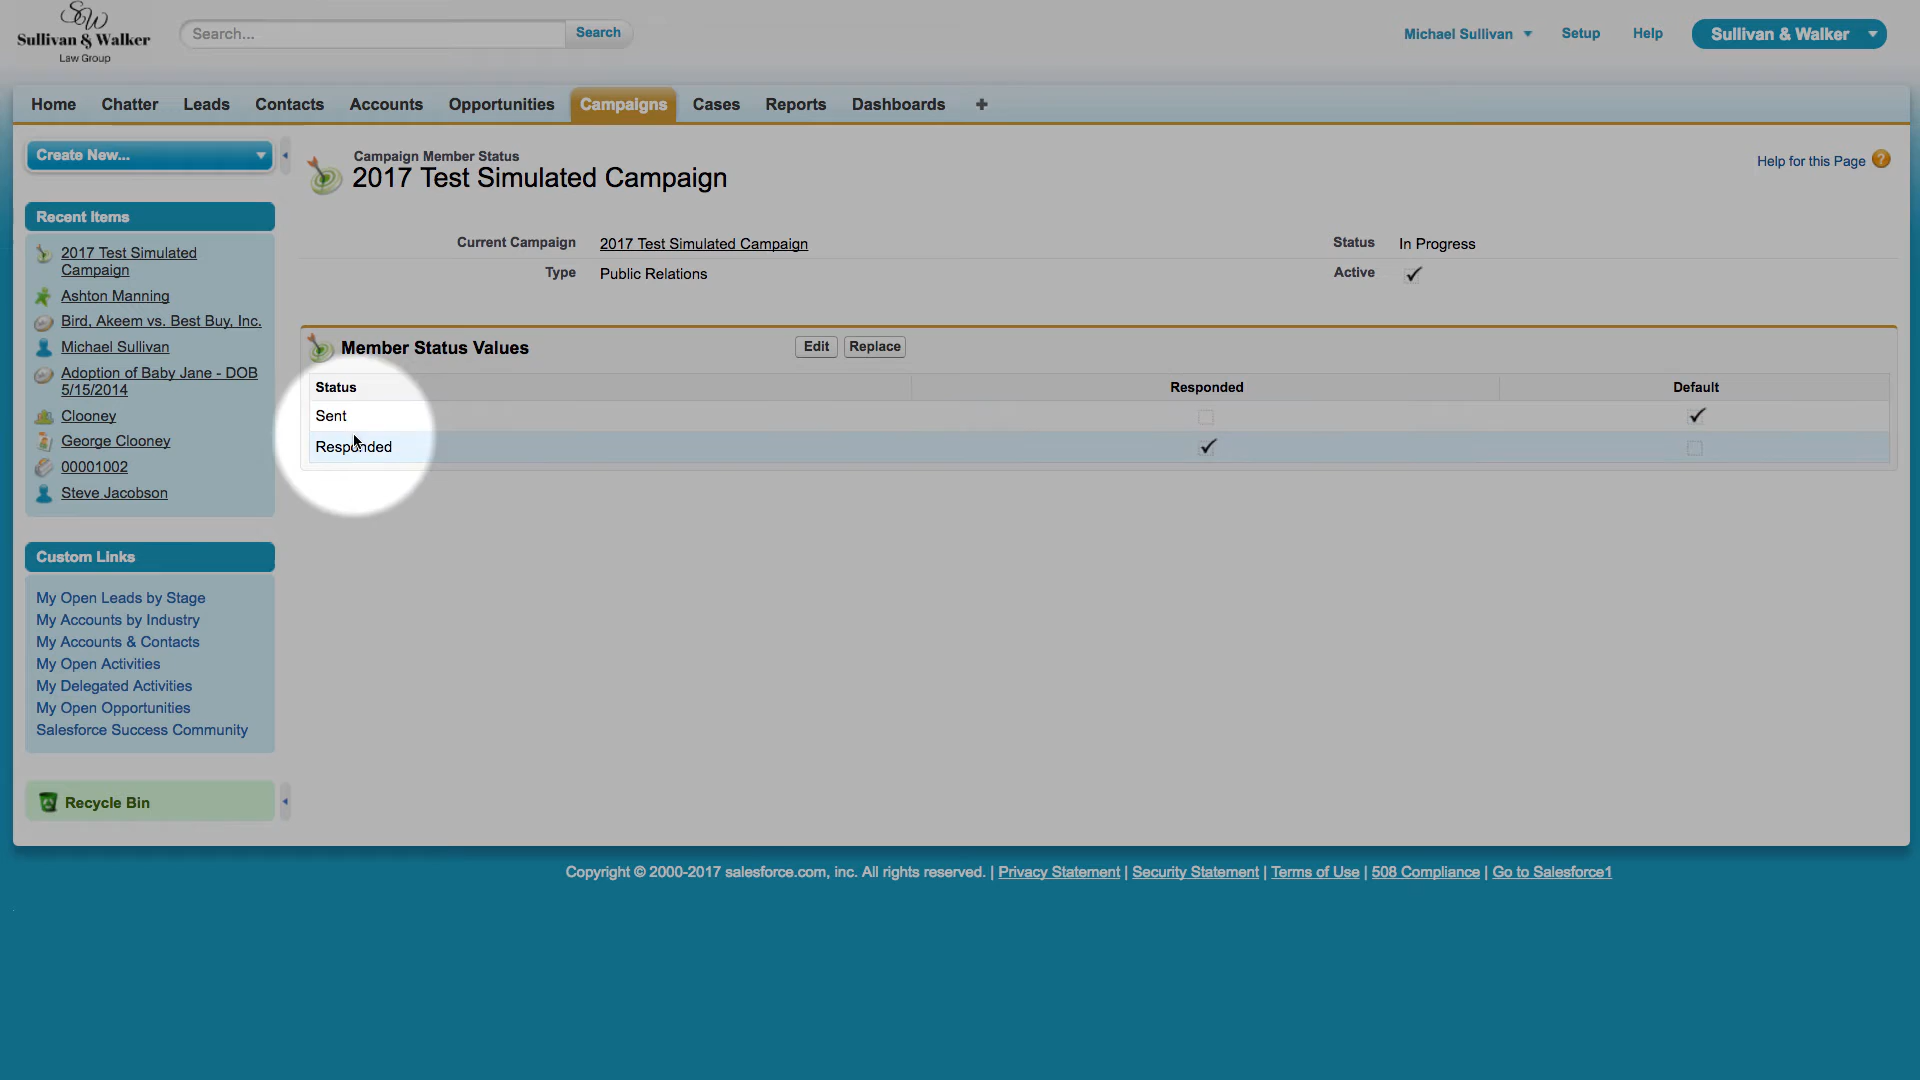 SW
Sullivan & Walker
Law Group
Search...
Search
Michael Sullivan
Setup
Help
Sullivan & Walker
Home
Chatter
Leads
Contacts
Accounts
Opportunities
Campaigns
Cases
Reports
Dashboards
+
Create New...
Recent Items
2017 Test Simulated
Campaign
Ashton Manning
Bird, Akeem vs. Best Buy, Inc.
Michael Sullivan
Adoption of Baby Jane - DOB
5/15/2014
Clooney
George Clooney
00001002
Steve Jacobson
Custom Links
My Open Leads by Stage
My Accounts by Industry
My Accounts & Contacts
My Open Activities
My Delegated Activities
My Open Opportunities
Salesforce Success Community
Recycle Bin
Campaign Member Status
2017 Test Simulated Campaign
Help for this Page ?
Current Campaign 2017 Test Simulated Campaign Status In Progress
Type Public Relations Active
Member Status Values Edit Replace
Status Responded Default
Sent
Responded
Copyright © 2000-2017 salesforce.com, inc. All rights reserved. | Privacy Statement | Security Statement | Terms of Use | 508 Compliance | Go to Salesforce1